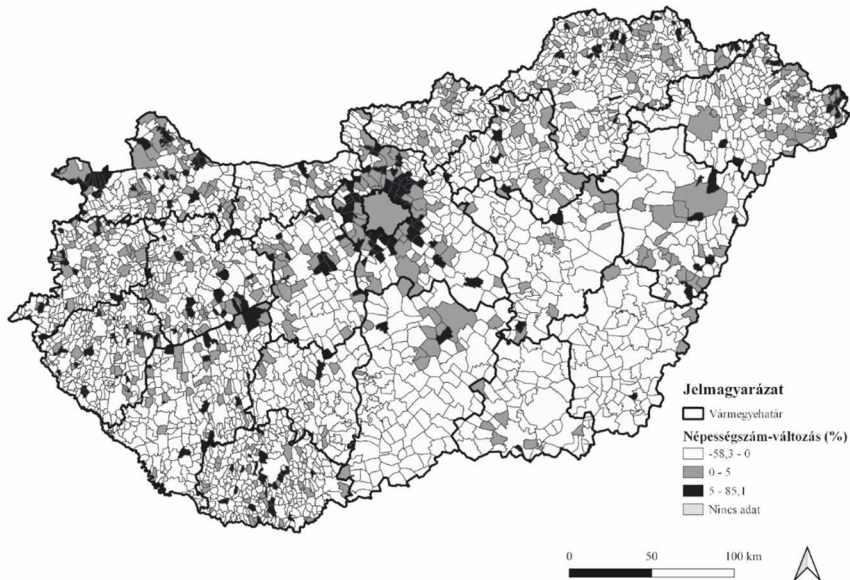 Jelmagyarázat
Vármegyehatár
Népességszám-változás (%)
-58,3 - 0
0 - 5
5 - 85,1
Nincs adat
0 50 100 km